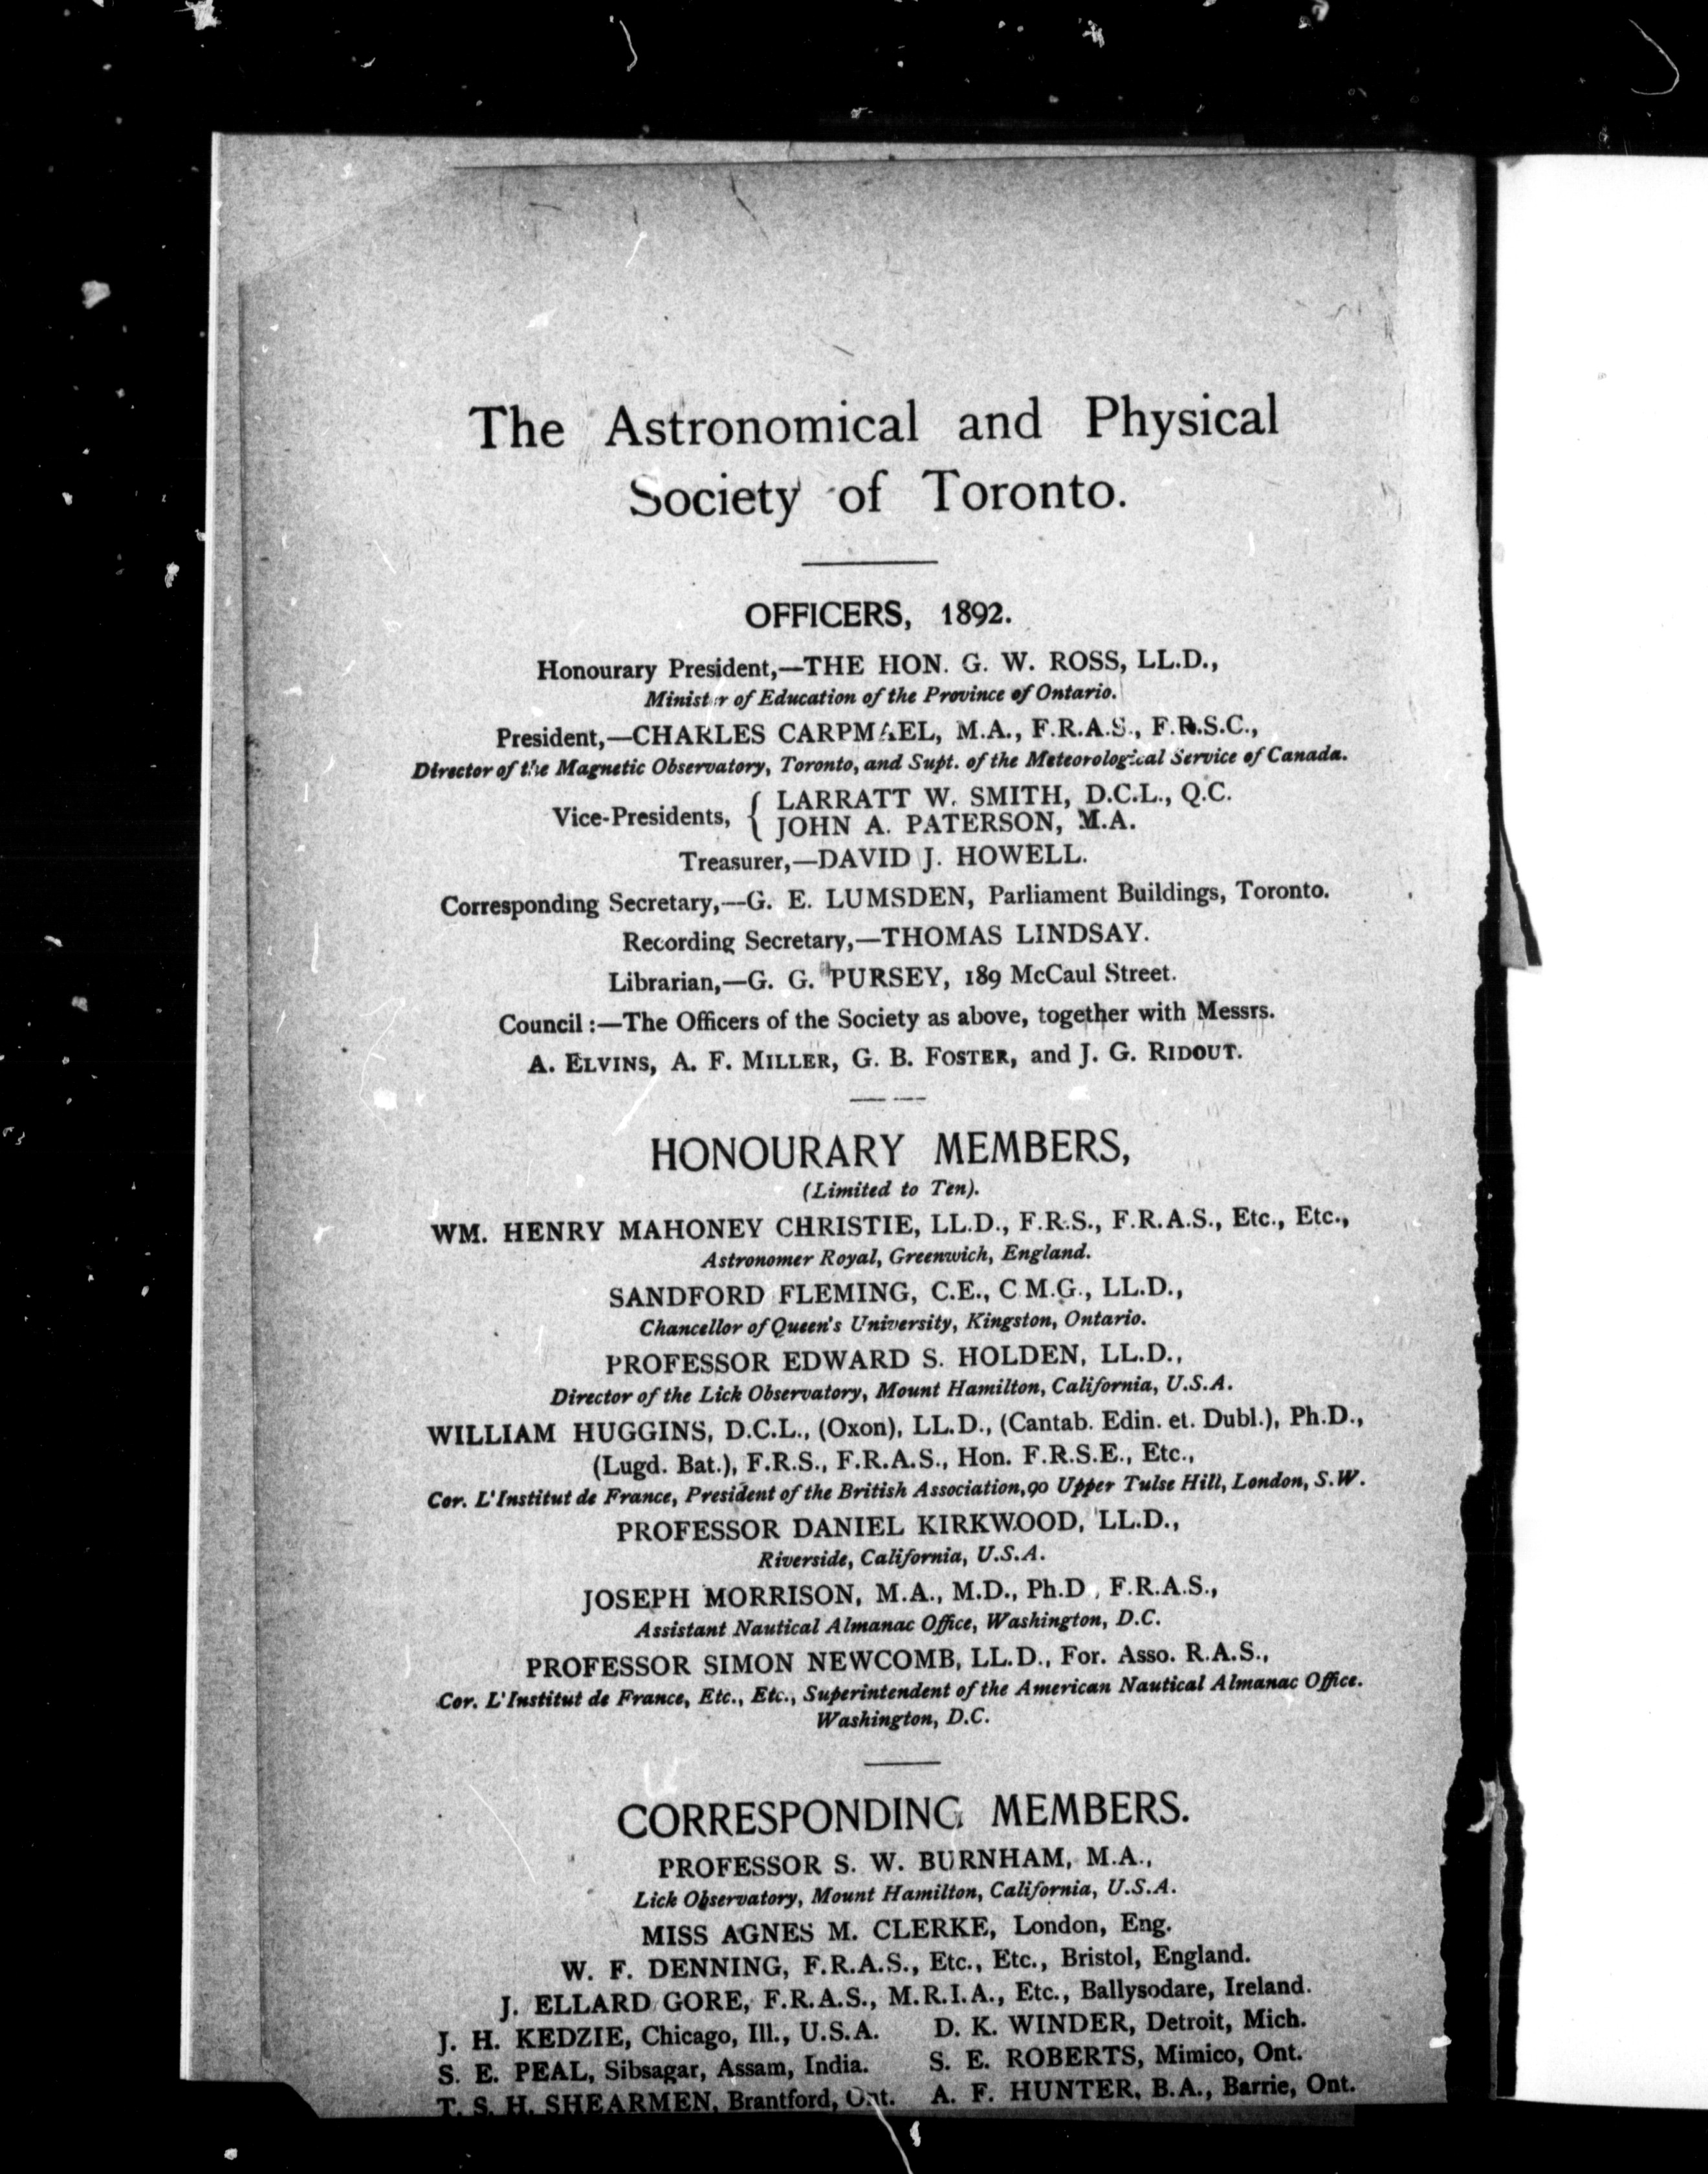 The Astronomical and Physical
Society of Toronto.
OFFICERS, 1892.
Honourary President,—THE HON. G. W. ROSS, LL.D.,
Minister of Education of the Province of Ontario.
President,—CHARLES CARPMAEL, M.A., F.R.A.S., F.R.S.C.,
Director of the Magnetic Observatory, Toronto, and Supt. of the Meteorological Service of Canada.
Vice-Presidents, { LARRATT W. SMITH, D.C.L., Q.C.
JOHN A. PATERSON, M.A.
Treasurer,—DAVID J. HOWELL.
Corresponding Secretary,—G. E. LUMSDEN, Parliament Buildings, Toronto.
Recording Secretary,—THOMAS LINDSAY.
Librarian,—G. G. PURSEY, 189 McCaul Street.
Council :—The Officers of the Society as above, together with Messrs.
A. ELVINS, A. F. MILLER, G. B. FOSTER, and J. G. RIDOUT.
HONOURARY MEMBERS,
(Limited to Ten).
WM. HENRY MAHONEY CHRISTIE, LL.D., F.R.S., F.R.A.S., Etc., Etc.,
Astronomer Royal, Greenwich, England.
SANDFORD FLEMING, C.E., C M.G., LL.D.,
Chancellor of Queen's University, Kingston, Ontario.
PROFESSOR EDWARD S. HOLDEN, LL.D.,
Director of the Lick Observatory, Mount Hamilton, California, U.S.A.
WILLIAM HUGGINS, D.C.L., (Oxon), LL.D., (Cantab. Edin. et. Dubl.), Ph.D.,
(Lugd. Bat.), F.R.S., F.R.A.S., Hon. F.R.S.E., Etc.,
Cor. L'Institut de France, President of the British Association, 90 Upper Tulse Hill, London, S.W.
PROFESSOR DANIEL KIRKWOOD, LL.D.,
Riverside, California, U.S.A.
JOSEPH MORRISON, M.A., M.D., Ph.D , F.R.A.S.,
Assistant Nautical Almanac Office, Washington, D.C.
PROFESSOR SIMON NEWCOMB, LL.D., For. Asso. R.A.S.,
Cor. L'Institut de France, Etc., Etc., Superintendent of the American Nautical Almanac Office.
Washington, D.C.
CORRESPONDING MEMBERS.
PROFESSOR S. W. BURNHAM, M.A.,
Lick Observatory, Mount Hamilton, California, U.S.A.
MISS AGNES M. CLERKE, London, Eng.
W. F. DENNING, F.R.A.S., Etc., Etc., Bristol, England.
J. ELLARD GORE, F.R.A.S., M.R.I.A., Etc., Ballysodare, Ireland.
J. H. KEDZIE, Chicago, Ill., U.S.A. D. K. WINDER, Detroit, Mich.
S. E. PEAL, Sibsagar, Assam, India. S. E. ROBERTS, Mimico, Ont.
T. S. H. SHEARMEN, Brantford, Ont. A. F. HUNTER, B.A., Barrie, Ont.